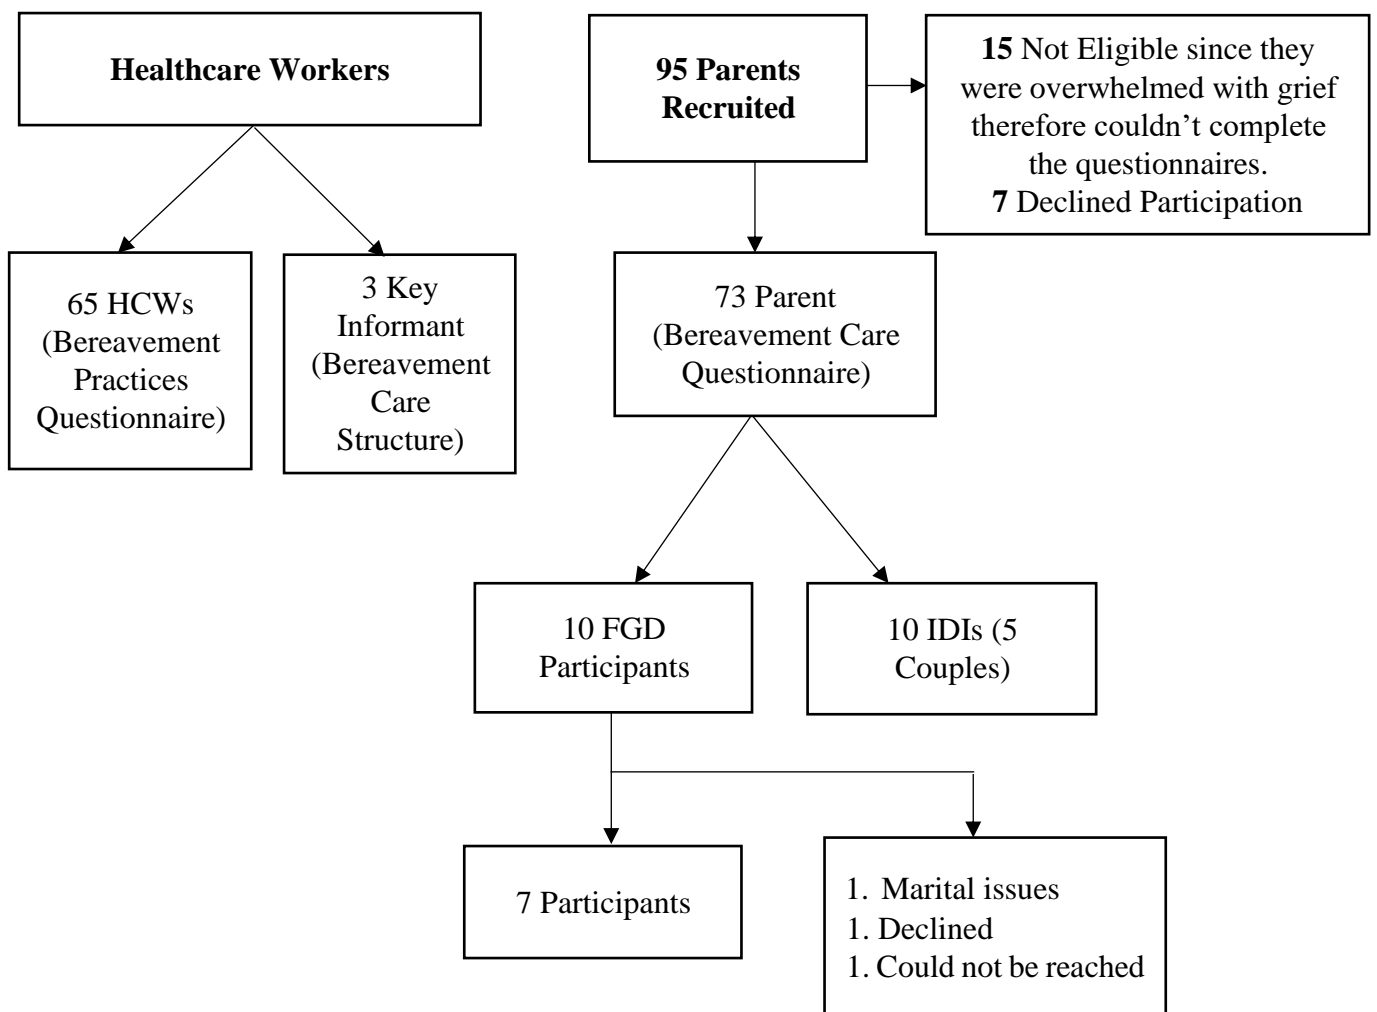 Healthcare Workers
95 Parents
Recruited
15 Not Eligible since they
were overwhelmed with grief
therefore couldn’t complete
the questionnaires.
7 Declined Participation
65 HCWs
(Bereavement
Practices
Questionnaire)
3 Key
Informant
(Bereavement
Care
Structure)
73 Parent
(Bereavement Care
Questionnaire)
10 FGD
Participants
10 IDIs (5
Couples)
7 Participants
1. Marital issues
1. Declined
1. Could not be reached